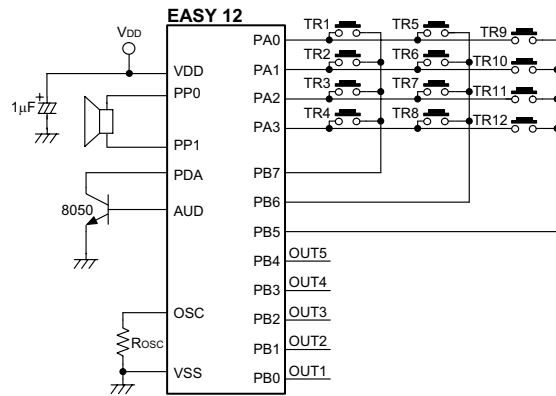 EASY 12
VDD
1µF
+
VDD
PP0
PP1
PDA
8050
AUD
OSC
ROSC
VSS
PA0
PA1
PA2
PA3
PB7
PB6
PB5
PB4
PB3
PB2
PB1
PB0
TR1
TR5
TR9
TR2
TR6
TR10
TR3
TR7
TR11
TR4
TR8
TR12
OUT5
OUT4
OUT3
OUT2
OUT1